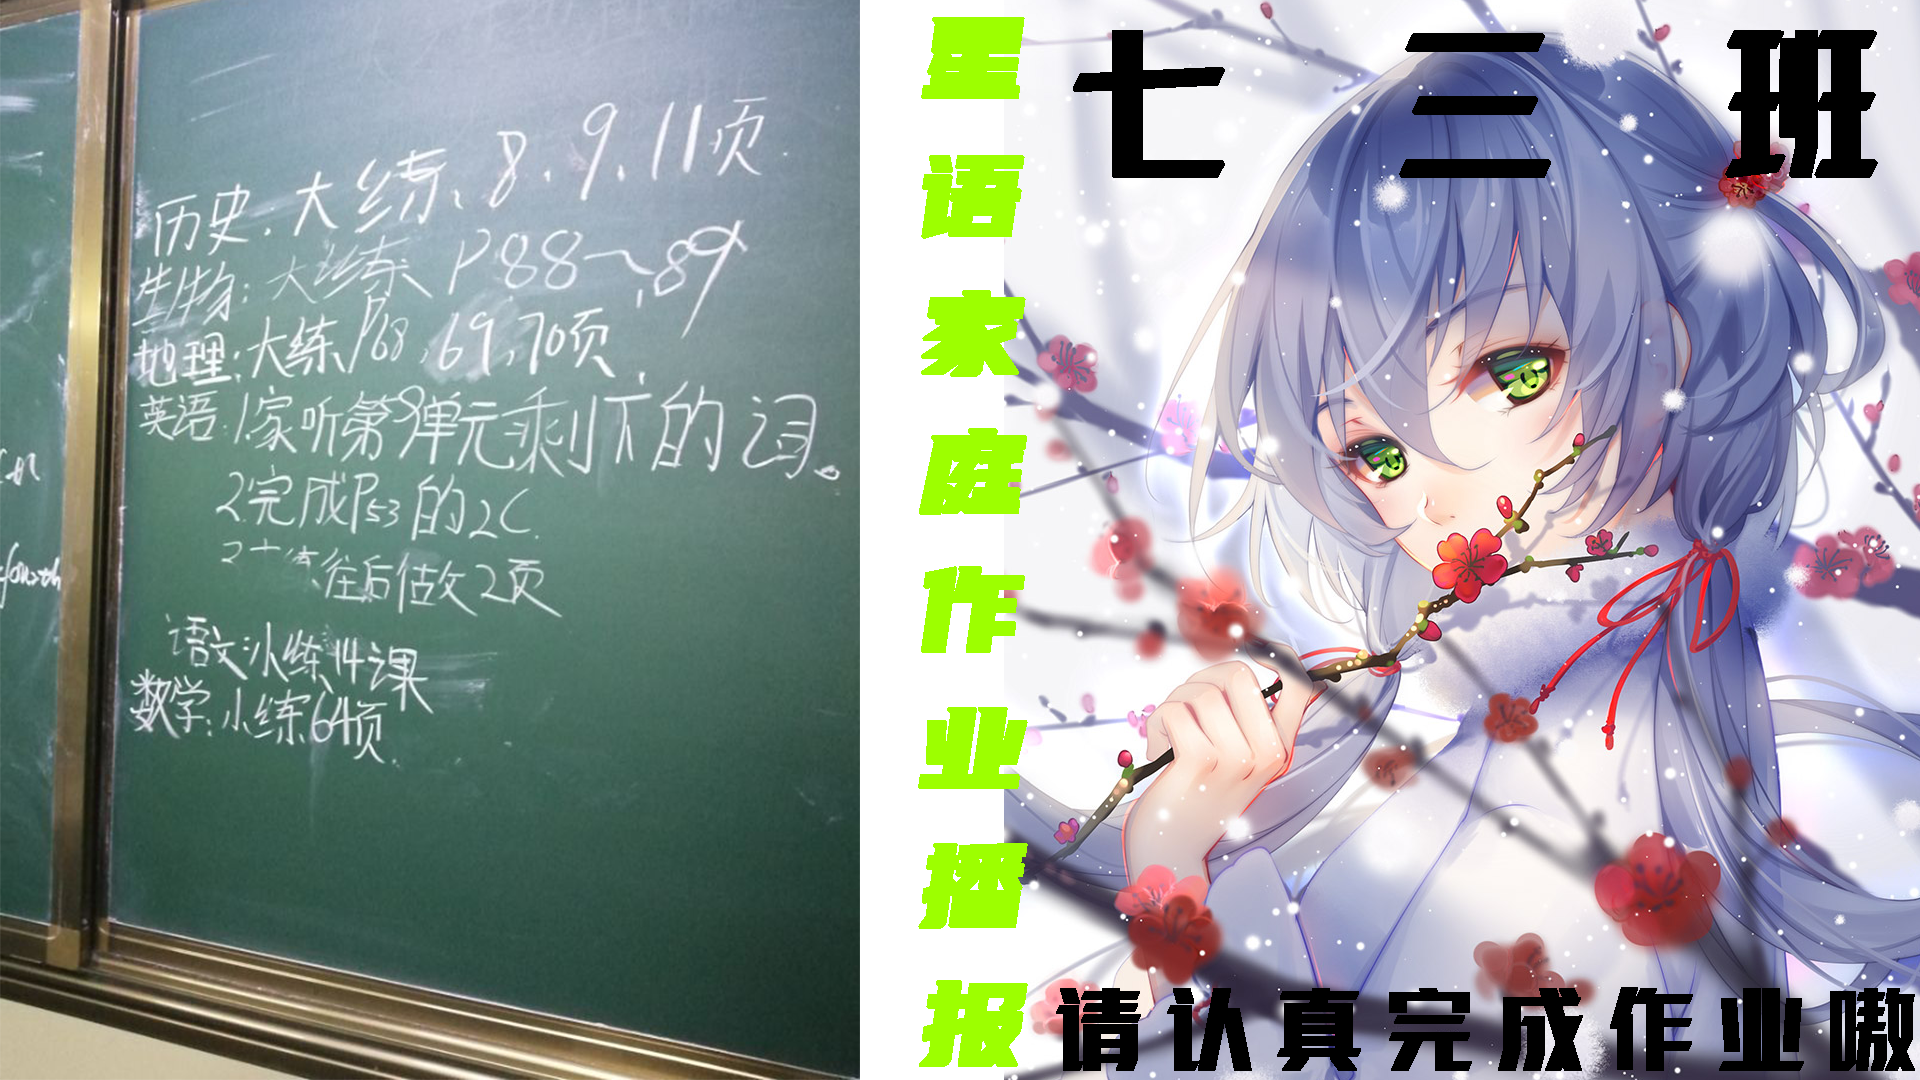 历史.大练、8、9、11页.
生物:大练P88~89
地理:大练P68,69,70页
英语:1.家听第9单元剩下的词。
2.完成P53的2C.
往后做2页
语文:小练14课
数学:小练64页.
fourth
星语家庭作业播报
七三班
请认真完成作业嗷